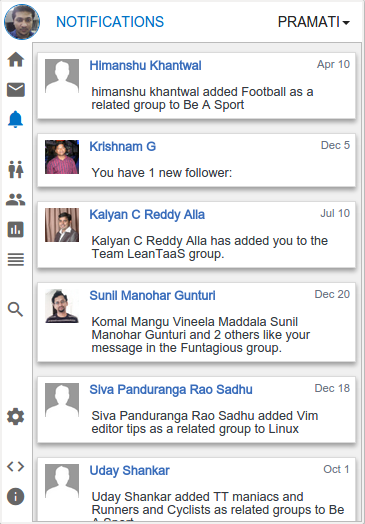 NOTIFICATIONS
PRAMATI
Himanshu Khantwal
Apr 10
himanshu khantwal added Football as a
related group to Be A Sport
Krishnam G
Dec 5
You have 1 new follower:
Kalyan C Reddy Alla
Jul 10
Kalyan C Reddy Alla has added you to the
Team LeanTaaS group.
Sunil Manohar Gunturi
Dec 20
Komal Mangu Vineela Maddala Sunil
Manohar Gunturi and 2 others like your
message in the Funtagious group.
Siva Panduranga Rao Sadhu
Dec 18
Siva Panduranga Rao Sadhu added Vim
editor tips as a related group to Linux
Uday Shankar
Oct 1
Uday Shankar added TT maniacs and
Runners and Cyclists as related groups to Be
A Sport